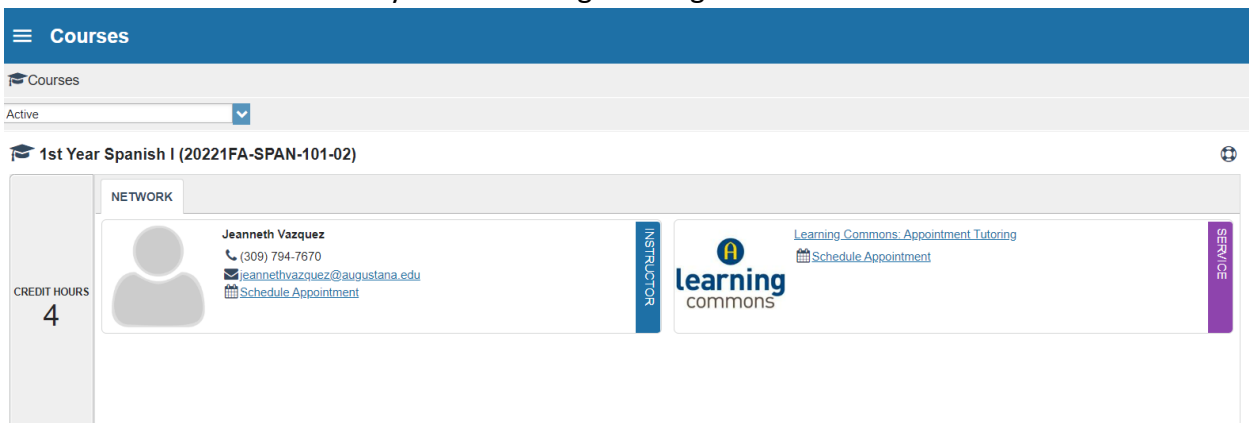 Courses
Courses
Active
1st Year Spanish I (20221FA-SPAN-101-02)
NETWORK
CREDIT HOURS
4
Jeanneth Vazquez
(309) 794-7670
jeannethvazquez@augustana.edu
Schedule Appointment
INSTRUCTOR
A
learning
commons
Learning Commons: Appointment Tutoring
Schedule Appointment
SERVICE